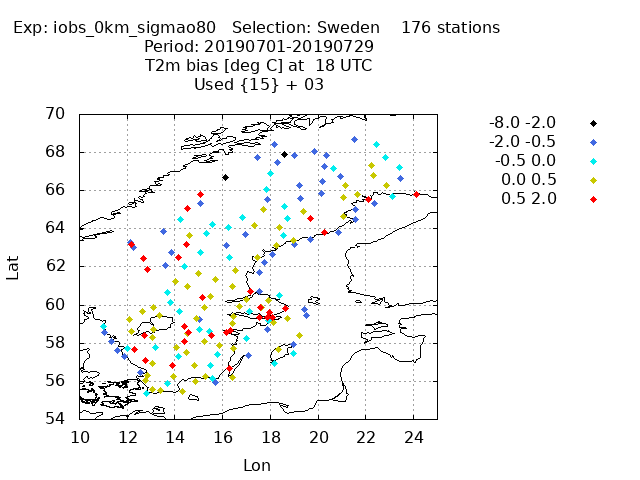 Exp: iobs_0km_sigmao80 Selection: Sweden 176 stations
Period: 20190701-20190729
T2m bias [deg C] at 18 UTC
Used {15} + 03
-8.0 -2.0
-2.0 -0.5
-0.5 0.0
0.0 0.5
0.5 2.0
70
68
66
64
62
60
58
56
54
Lat
10 12 14 16 18 20 22 24
Lon